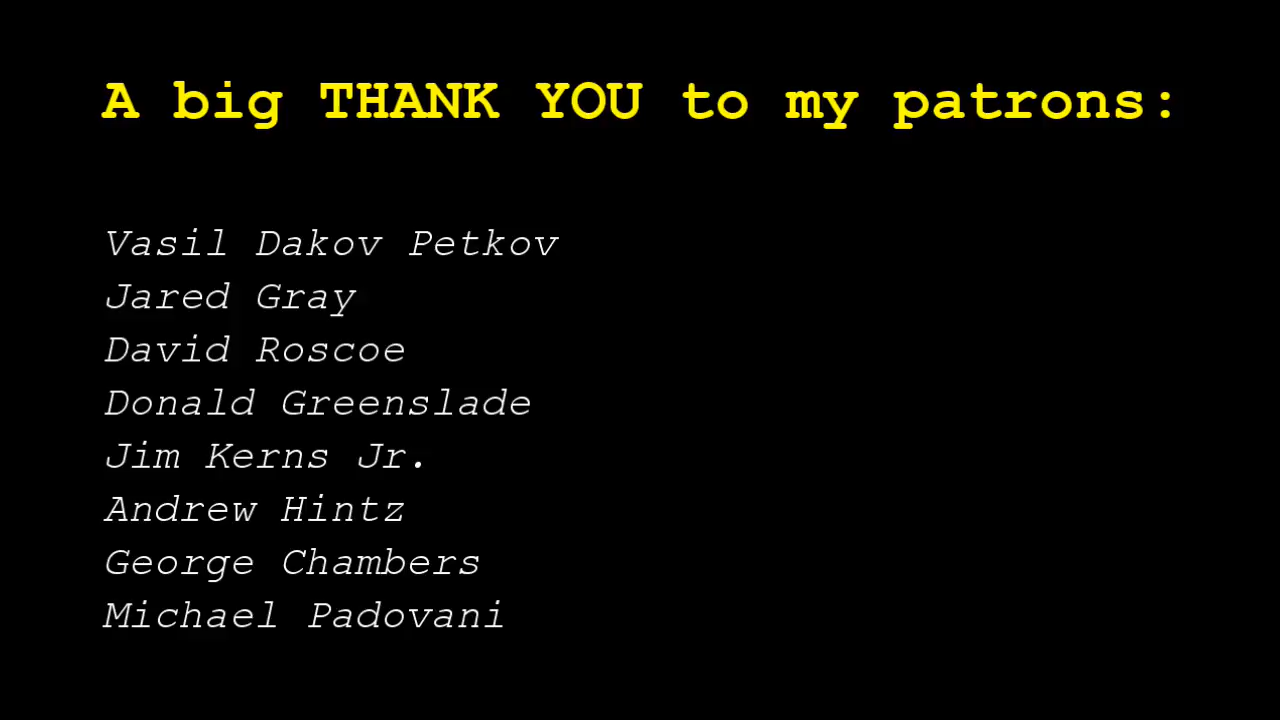 A big THANK YOU to my patrons:
Vasil Dakov Petkov
Jared Gray
David Roscoe
Donald Greenslade
Jim Kerns Jr.
Andrew Hintz
George Chambers
Michael Padovani